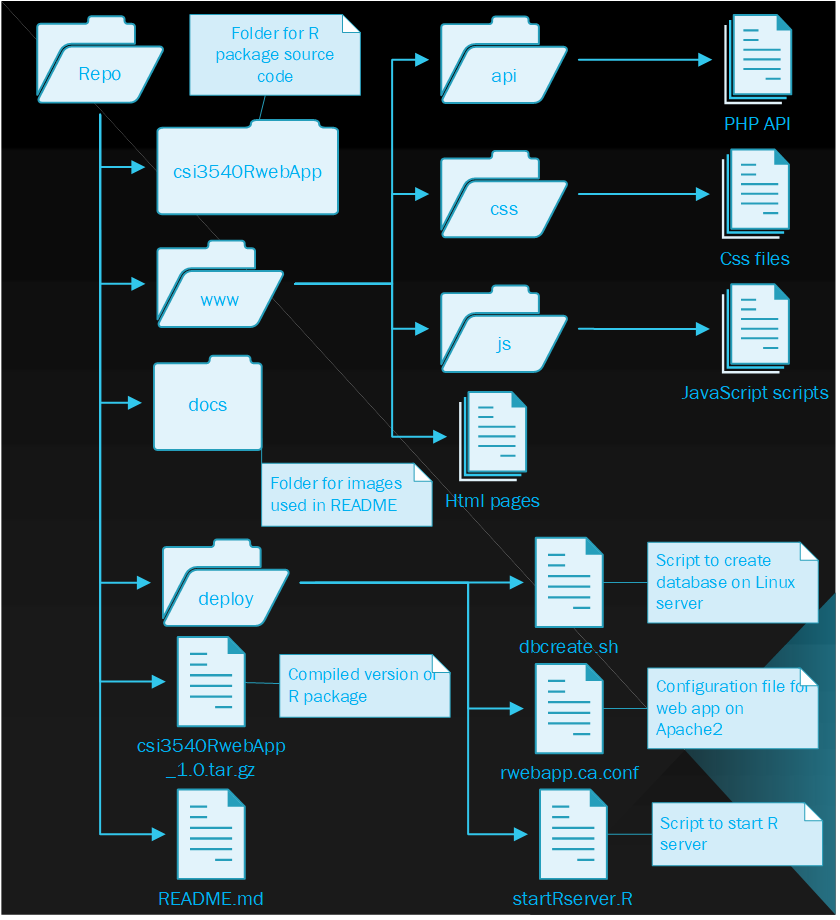 Repo
Folder for R
package source
code
api
PHP API
csi3540RwebApp
css
Css files
www
js
JavaScript scripts
docs
Folder for images
used in README
Html pages
deploy
Script to create
database on Linux
server
dbcreate.sh
Compiled version of
R package
csi3540RwebApp
_1.0.tar.gz
Configuration file for
web app on
Apache2
rwebapp.ca.conf
Script to start R
server
README.md
startRserver.R